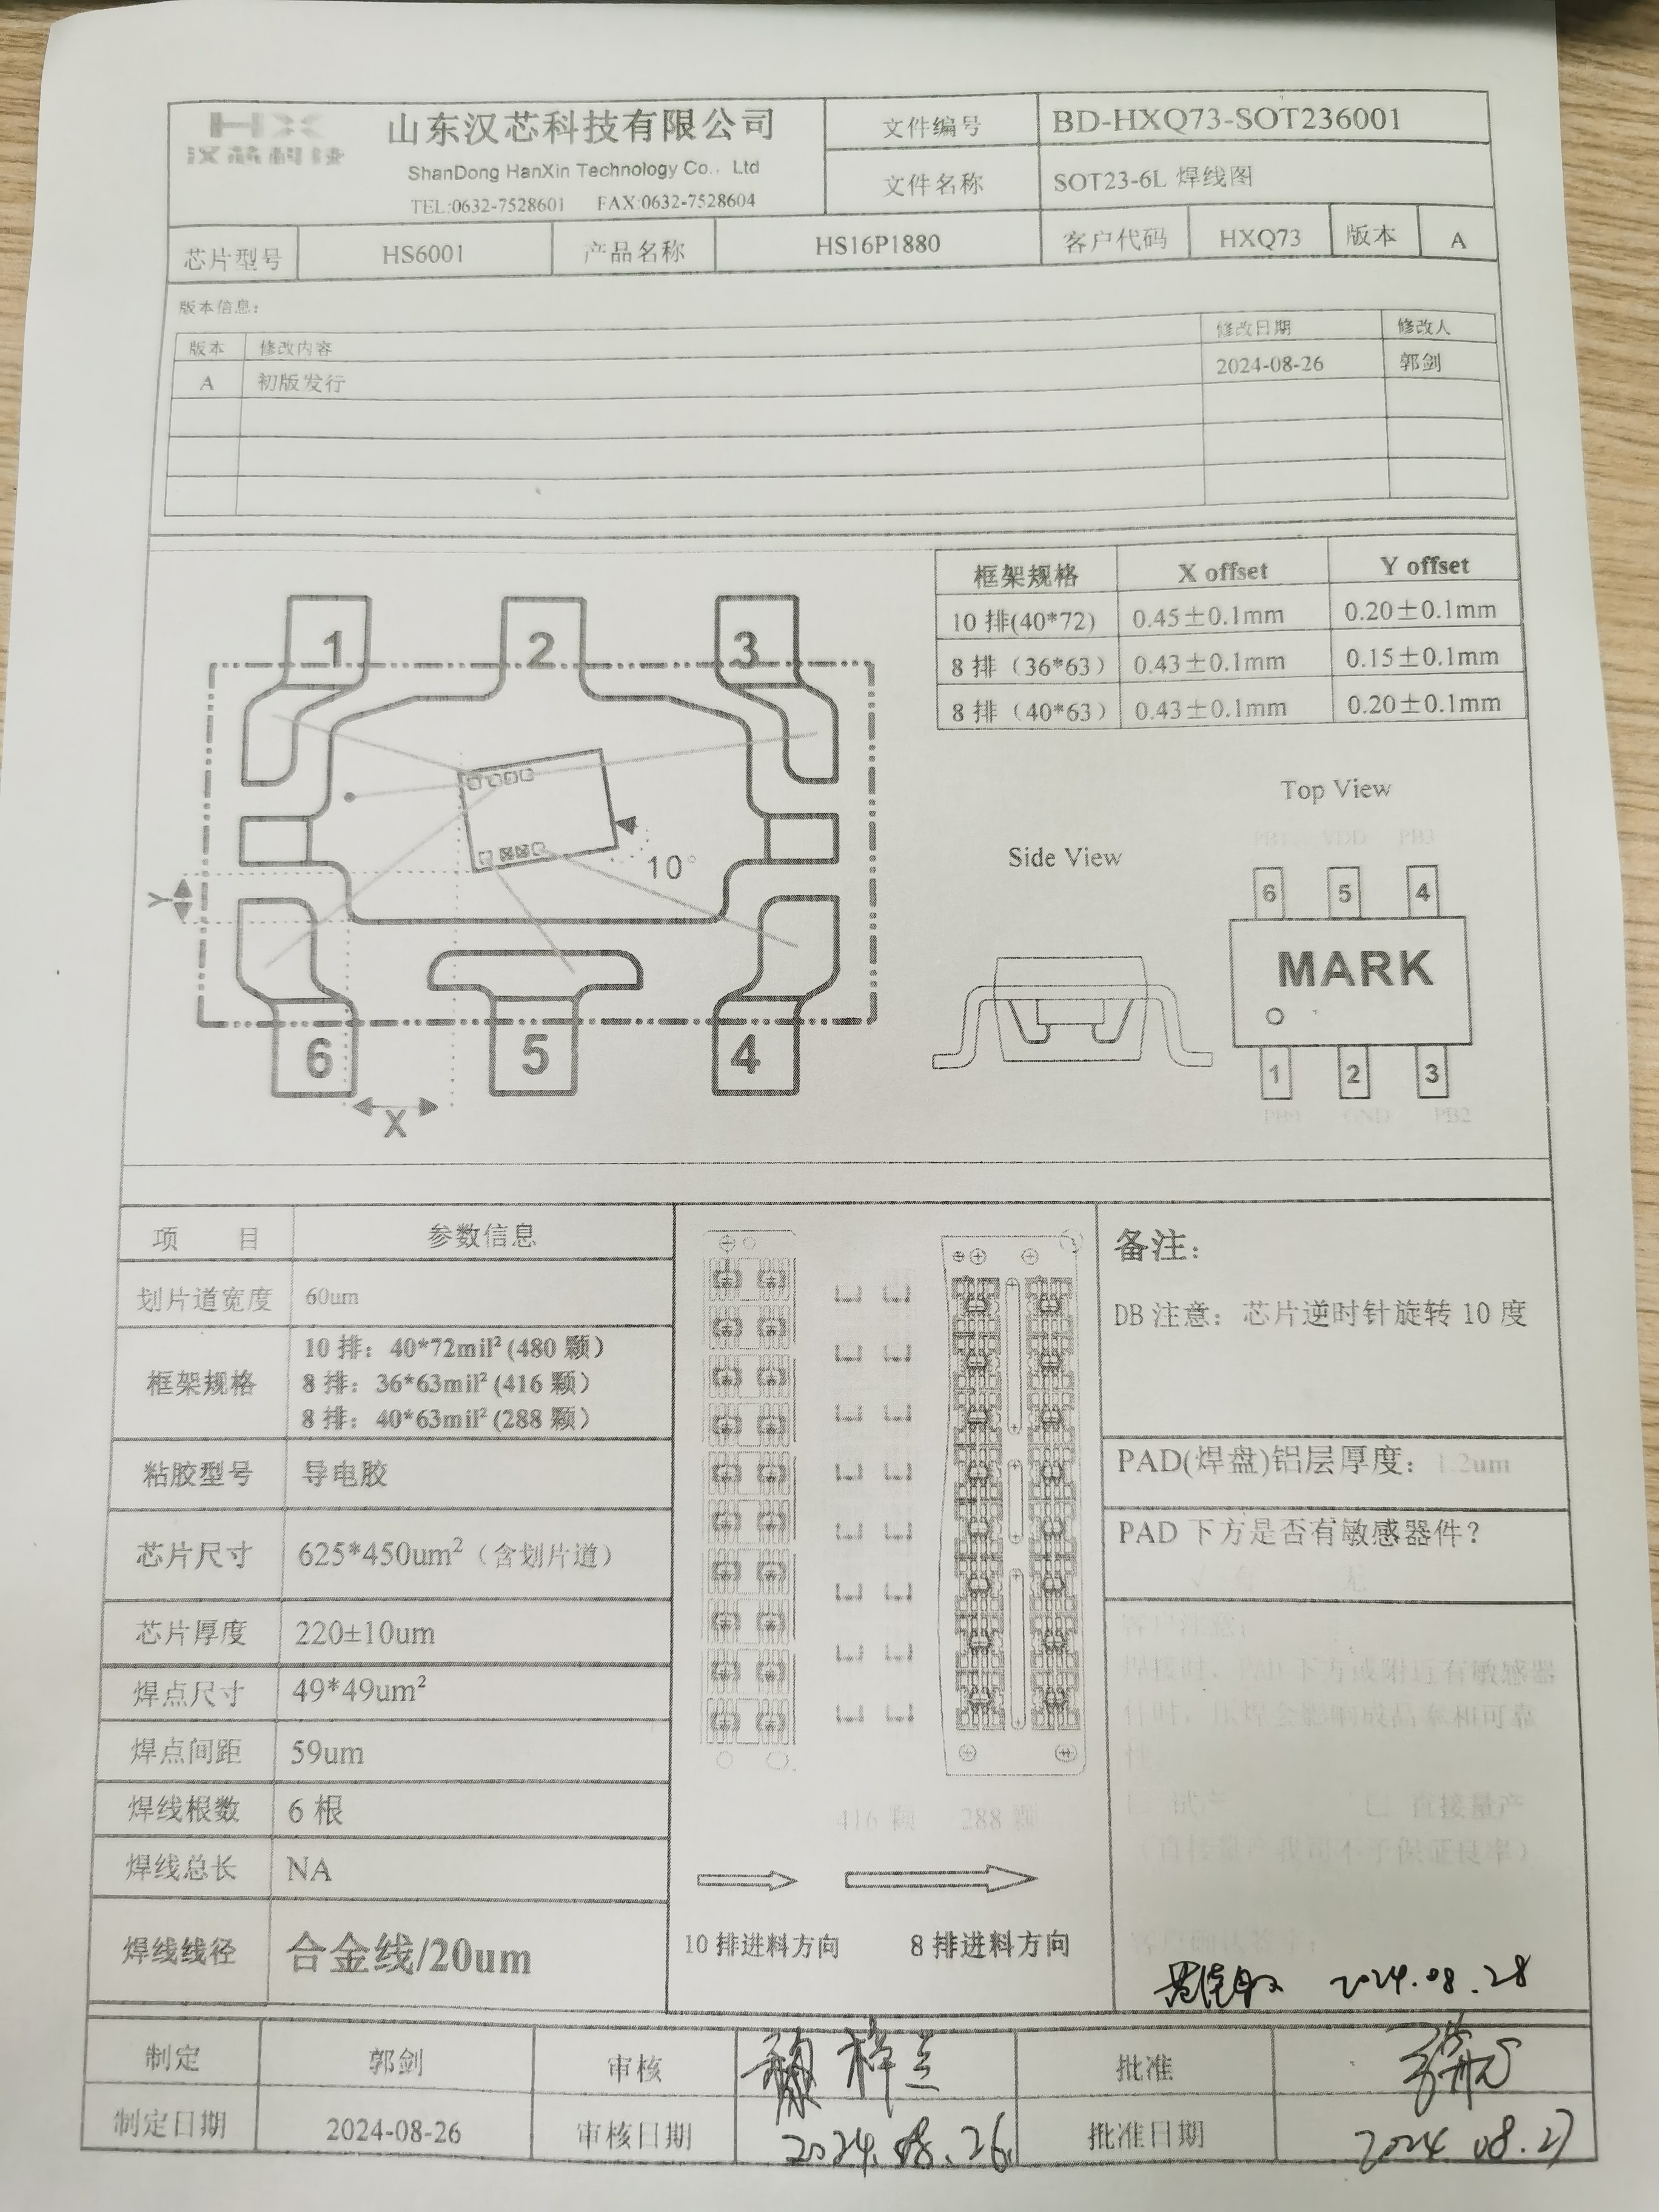 汉芯科技
山东汉芯科技有限公司
ShanDong HanXin Technology Co., Ltd
TEL:0632-7528601 FAX:0632-7528604
文件编号 BD-HXQ73-SOT236001
文件名称 SOT23-6L 焊线图
芯片型号 HS6001 产品名称 HS16P1880 客户代码 HXQ73 版本 A
版本信息:
版本 修改内容 修改日期 修改人
A 初版发行 2024-08-26 郭剑
框架规格 X offset Y offset
10 排(40*72) 0.45±0.1mm 0.20±0.1mm
8 排（36*63） 0.43±0.1mm 0.15±0.1mm
8 排（40*63） 0.43±0.1mm 0.20±0.1mm
1 2 3
10°
Y
6 5 4
X
Side View
Top View
PB1 VDD PB3
6 5 4
MARK
1 2 3
GND PB2
项 目 参数信息
划片道宽度 60um
框架规格
10 排：40*72mil² (480 颗)
8 排：36*63mil² (416 颗)
8 排：40*63mil² (288 颗)
粘胶型号 导电胶
芯片尺寸 625*450um²（含划片道）
芯片厚度 220±10um
焊点尺寸 49*49um²
焊点间距 59um
焊线根数 6 根
焊线总长 NA
焊线线径 合金线/20um
416 颗 288 颗
10 排进料方向 8 排进料方向
备注:
DB 注意：芯片逆时针旋转 10 度
PAD(焊盘)铝层厚度：1.2um
PAD 下方是否有敏感器件？
√ 有 无
客户注意:
焊接时，PAD 下方或附近有敏感器
件时，压焊会影响成品率和可靠
性。
试产 直接量产
（直接量产我司不予保证良率）
2024.08.28
制定 郭剑 审核 批准
制定日期 2024-08-26 审核日期 2024.08.26 批准日期 2024.08.27